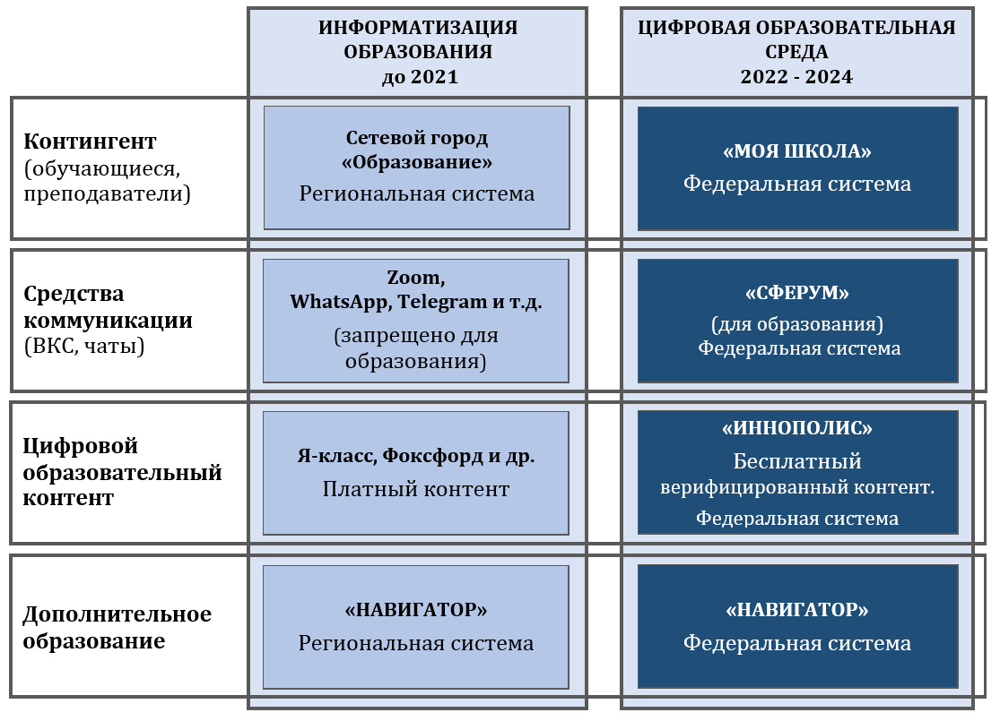 ИНФОРМАТИЗАЦИЯ
ОБРАЗОВАНИЯ
до 2021
ЦИФРОВАЯ ОБРАЗОВАТЕЛЬНАЯ
СРЕДА
2022 - 2024
Контингент
(обучающиеся,
преподаватели)
Сетевой город
«Образование»
Региональная система
«МОЯ ШКОЛА»
Федеральная система
Средства
коммуникации
(ВКС, чаты)
Zoom,
WhatsApp, Telegram и т.д.
(запрещено для
образования)
«СФЕРУМ»
(для образования)
Федеральная система
Цифровой
образовательный
контент
Я-класс, Фоксфорд и др.
Платный контент
«ИННОПОЛИС»
Бесплатный
верифицированный контент.
Федеральная система
Дополнительное
образование
«НАВИГАТОР»
Региональная система
«НАВИГАТОР»
Федеральная система